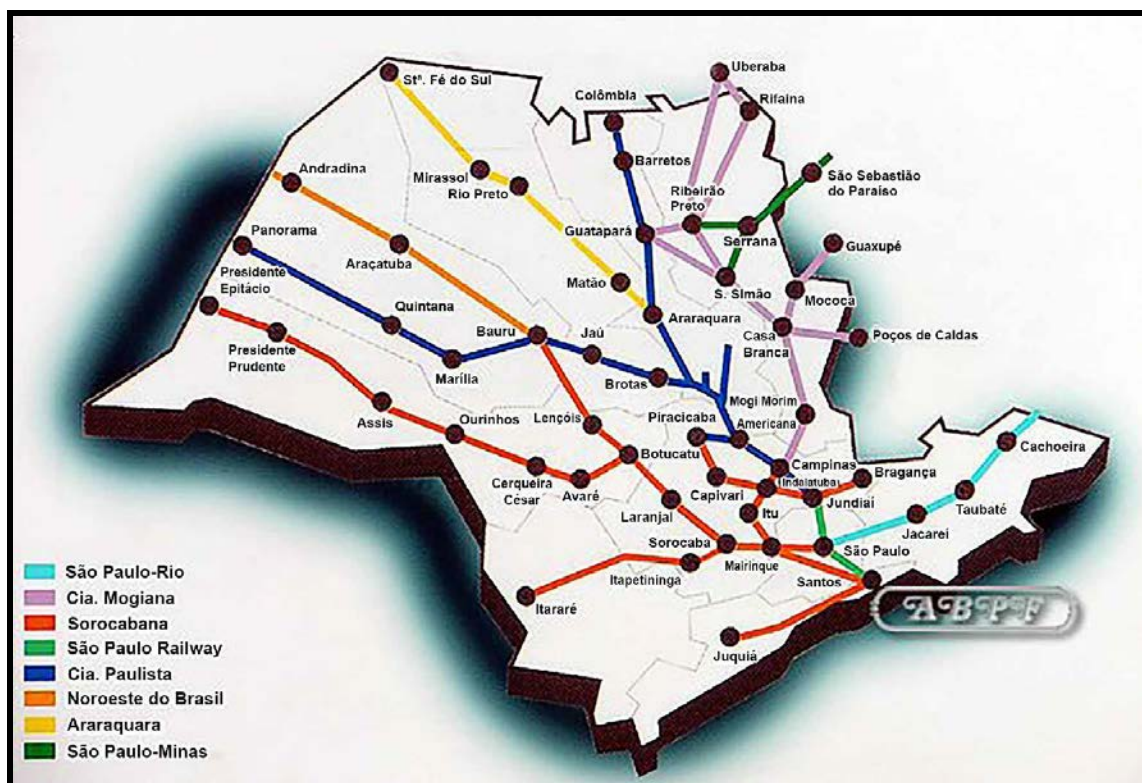 Uberaba
Stª. Fé do Sul
Colômbia
Rifaina
Barretos
Andradina
Mirassol
Rio Preto
Ribeirão
Preto
São Sebastião
do Paraíso
Guatapará
Serrana
Guaxupé
Panorama
Araçatuba
Presidente
Epitácio
Matão
S. Simão
Mococa
Quintana
Bauru
Jaú
Araraquara
Casa
Branca
Poços de Caldas
Presidente
Prudente
Marília
Brotas
Mogi Morim
Piracicaba
Americana
Assis
Ourinhos
Lençóis
Cachoeira
Botucatu
Campinas
Bragança
Cerqueira
César
Avaré
Capivari
Indaiatuba
Jundiaí
Taubaté
Laranjal
Itu
Jacareí
Sorocaba
Mairinque
São Paulo
Itapetininga
Santos
Itararé
Juquiá
ABPF
São Paulo-Rio
Cia. Mogiana
Sorocabana
São Paulo Railway
Cia. Paulista
Noroeste do Brasil
Araraquara
São Paulo-Minas